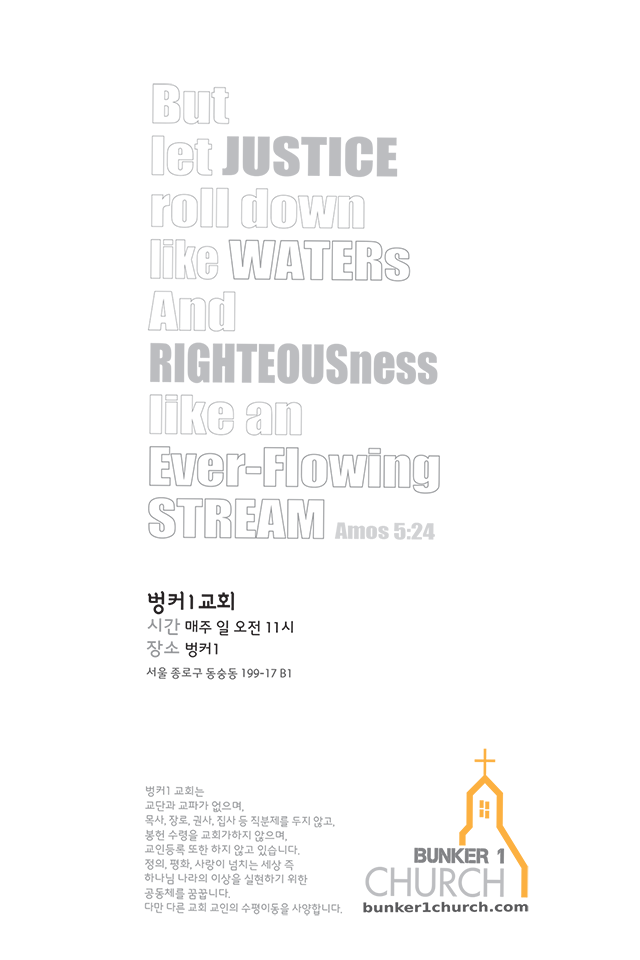 But
let JUSTICE
roll down
like WATERs
And
RIGHTEOUSness
like an
Ever-Flowing
STREAM Amos 5:24
벙커1교회
시간 매주 일 오전 11시
장소 벙커1
서울 종로구 동숭동 199-17 B1
벙커1 교회는
교단과 교파가 없으며,
목사, 장로, 권사, 집사 등 직분제를 두지 않고,
봉헌 수령을 교회가하지 않으며,
교인등록 또한 하지 않고 있습니다.
정의, 평화, 사랑이 넘치는 세상 즉
하나님 나라의 이상을 실현하기 위한
공동체를 꿈꿉니다.
다만 다른 교회 교인의 수평이동을 사양합니다.
BUNKER 1
CHURCH
bunker1church.com